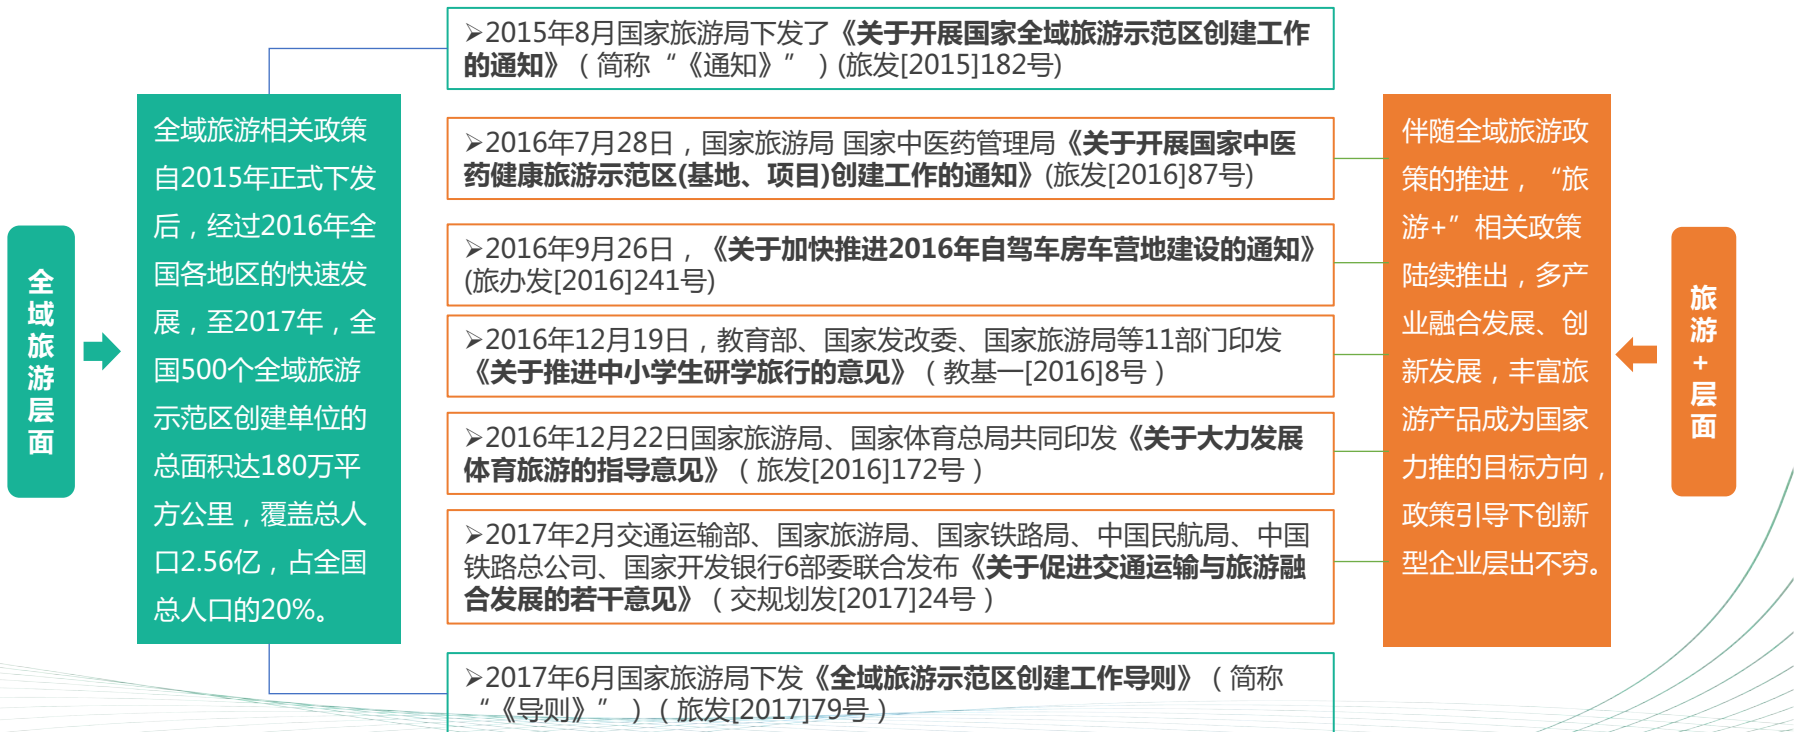 全域旅游层面
全域旅游相关政策
自2015年正式下发
后，经过2016年全
国各地区的快速发
展，至2017年，全
国500个全域旅游
示范区创建单位的
总面积达180万平
方公里，覆盖总人
口2.56亿，占全国
总人口的20%。
➢2015年8月国家旅游局下发了《关于开展国家全域旅游示范区创建工作
的通知》（简称“《通知》”）(旅发[2015]182号)
➢2016年7月28日，国家旅游局 国家中医药管理局《关于开展国家中医
药健康旅游示范区(基地、项目)创建工作的通知》(旅发[2016]87号)
➢2016年9月26日，《关于加快推进2016年自驾车房车营地建设的通知》
(旅办发[2016]241号)
➢2016年12月19日，教育部、国家发改委、国家旅游局等11部门印发
《关于推进中小学生研学旅行的意见》（教基一[2016]8号）
➢2016年12月22日国家旅游局、国家体育总局共同印发《关于大力发展
体育旅游的指导意见》（旅发[2016]172号）
➢2017年2月交通运输部、国家旅游局、国家铁路局、中国民航局、中国
铁路总公司、国家开发银行6部委联合发布《关于促进交通运输与旅游融
合发展的若干意见》（交规划发[2017]24号）
➢2017年6月国家旅游局下发《全域旅游示范区创建工作导则》（简称
“《导则》”）（旅发[2017]79号）
伴随全域旅游政
策的推进，“旅
游+”相关政策
陆续推出，多产
业融合发展、创
新发展，丰富旅
游产品成为国家
力推的目标方向，
政策引导下创新
型企业层出不穷。
旅游+层面